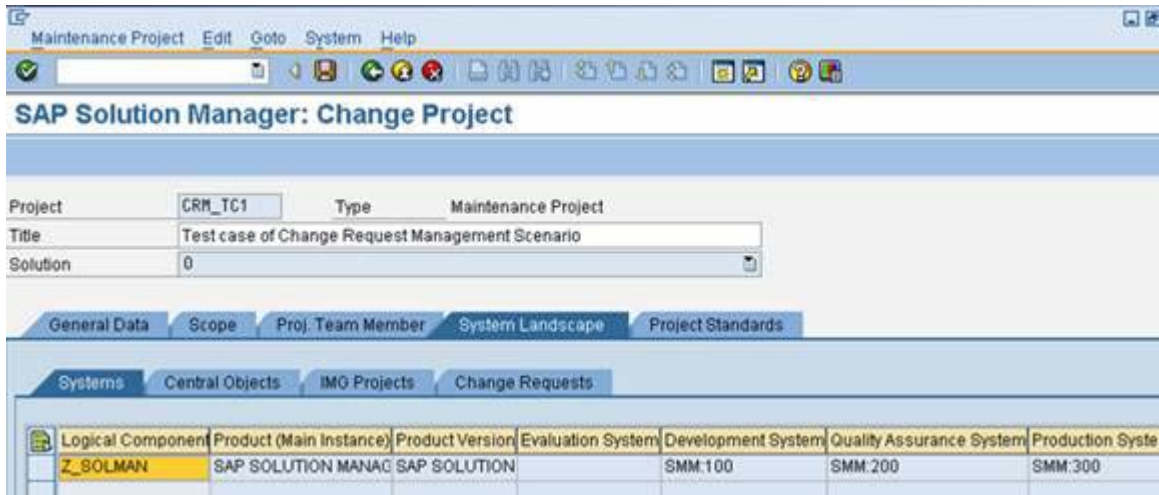 Maintenance Project Edit Goto System Help
SAP Solution Manager: Change Project
Project CRM_TC1 Type Maintenance Project
Title Test case of Change Request Management Scenario
Solution 0
General Data Scope Proj. Team Member System Landscape Project Standards
Systems Central Objects IMG Projects Change Requests
Logical Component Product (Main Instance) Product Version Evaluation System Development System Quality Assurance System Production Syste
Z_SOLMAN SAP SOLUTION MANAG SAP SOLUTION SMM:100 SMM:200 SMM:300